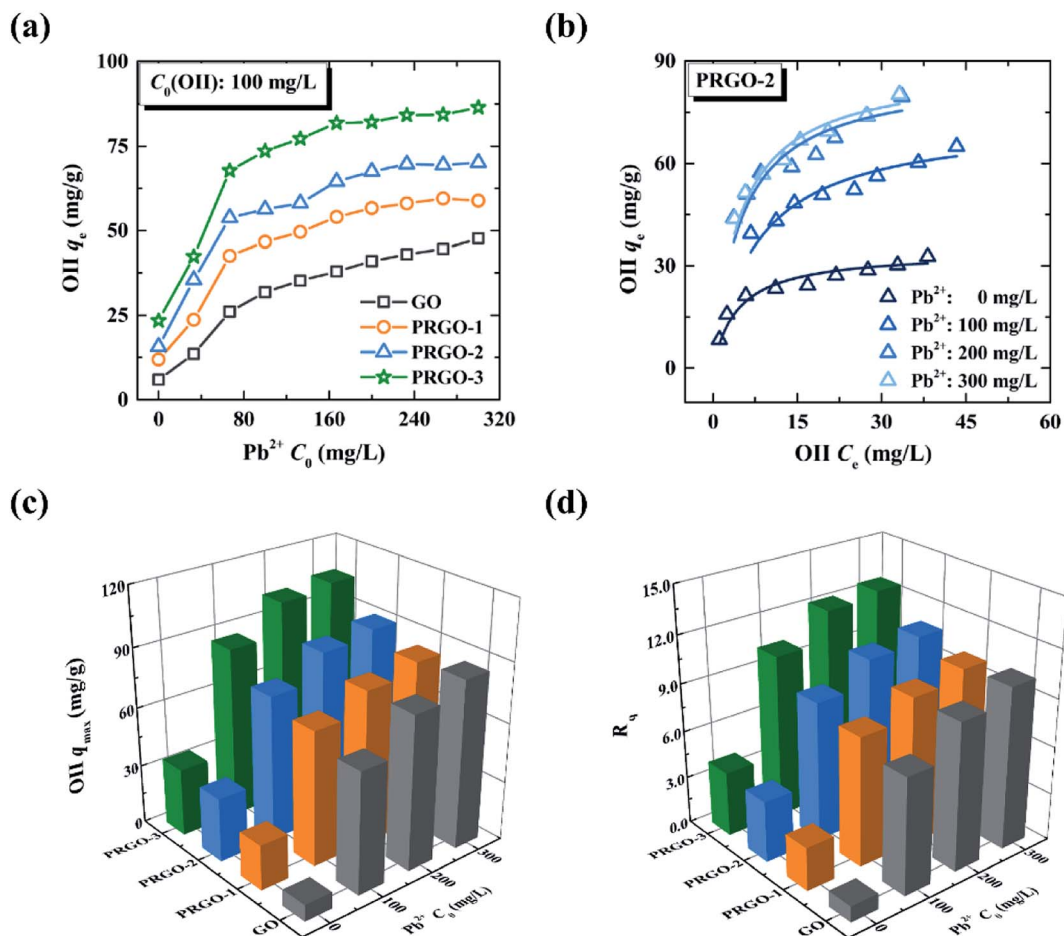 (a)
100
75
50
25
0
OII qₑ (mg/g)
C₀(OII): 100 mg/L
GO
PRGO-1
PRGO-2
PRGO-3
0 80 160 240 320
Pb²⁺ C₀ (mg/L)
(b)
90
60
30
0
OII qₑ (mg/g)
PRGO-2
Pb²⁺: 0 mg/L
Pb²⁺: 100 mg/L
Pb²⁺: 200 mg/L
Pb²⁺: 300 mg/L
0 15 30 45 60
OII Cₑ (mg/L)
(c)
120
90
60
30
0
OII qₘₐₓ (mg/g)
PRGO-3
PRGO-2
PRGO-1
GO
0
100
200
300
Pb²⁺ C₀ (mg/L)
(d)
15.0
12.0
9.0
6.0
3.0
0.0
R_q
PRGO-3
PRGO-2
PRGO-1
GO
0
100
200
300
Pb²⁺ C₀ (mg/L)